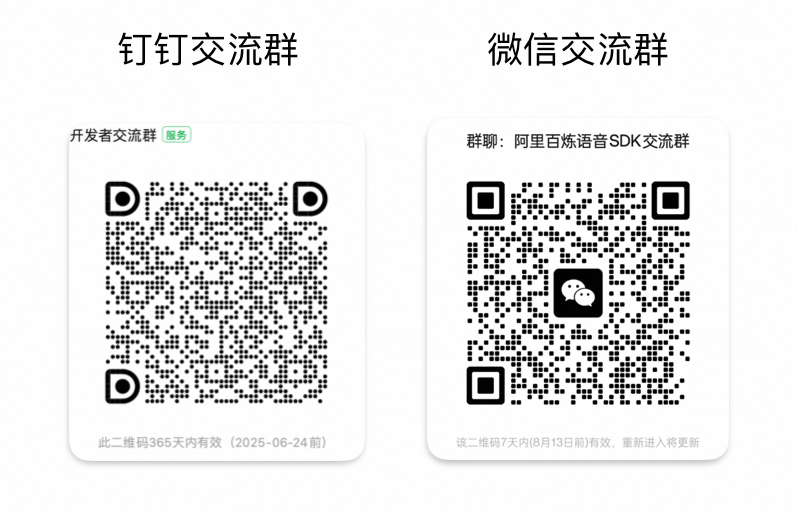 钉钉交流群
微信交流群
开发者交流群 服务
群聊：阿里百炼语音SDK交流群
此二维码365天内有效（2025-06-24前）
该二维码7天内(8月13日前)有效，重新进入将更新